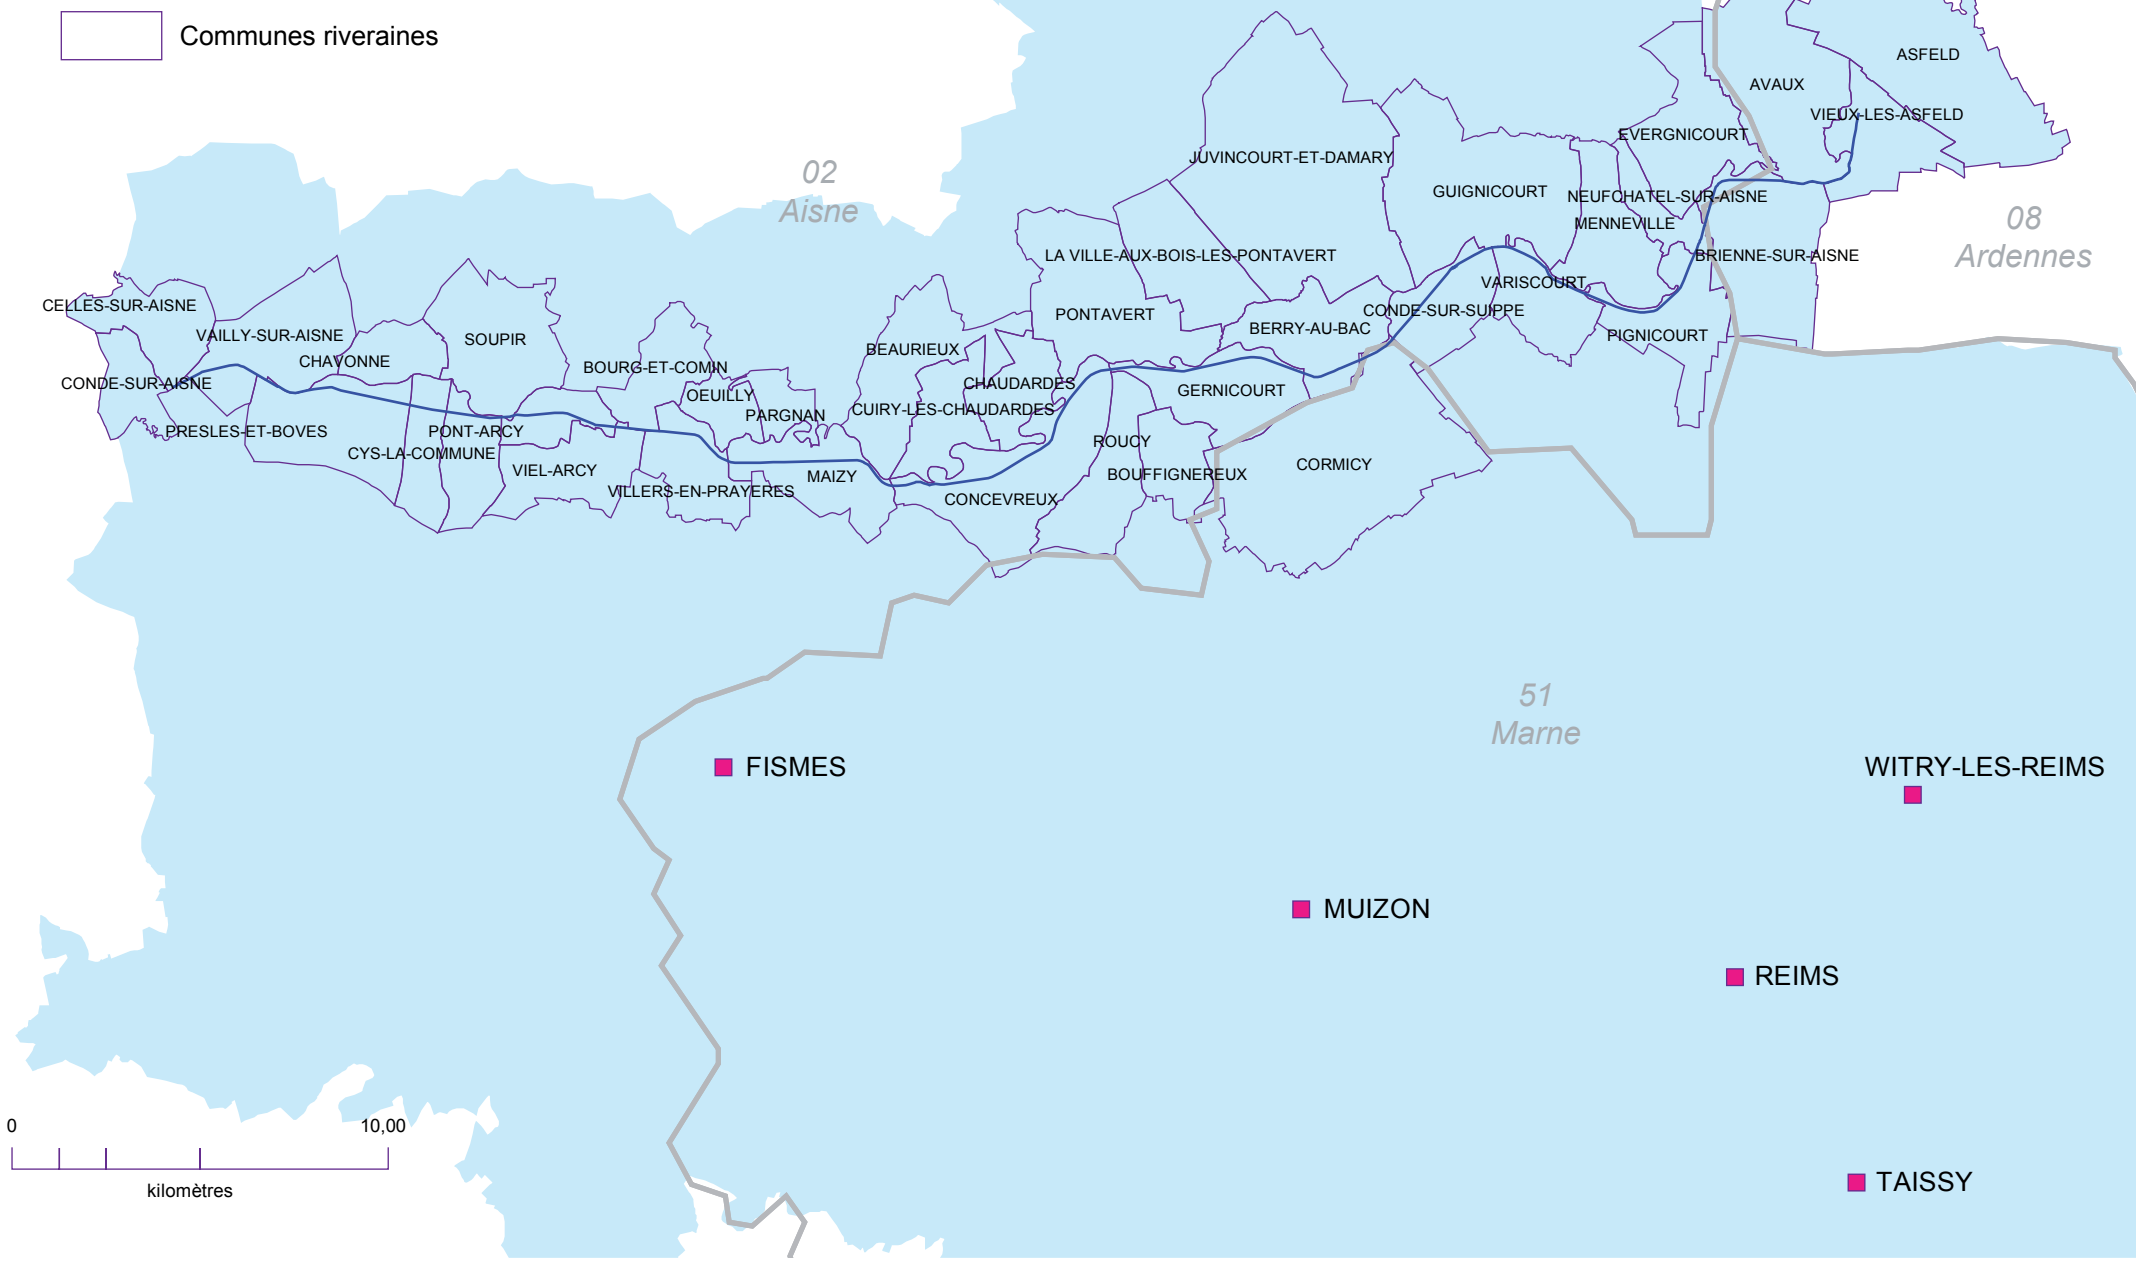 Communes riveraines
ASFELD
AVAUX
VIEUX-LES-ASFELD
EVERGNICOURT
JUVINCOURT-ET-DAMARY
02
Aisne
GUIGNICOURT
NEUFCHATEL-SUR-AISNE
MENNEVILLE
08
Ardennes
LA VILLE-AUX-BOIS-LES-PONTAVERT
BRIENNE-SUR-AISNE
VARISCOURT
CELLES-SUR-AISNE
CONDE-SUR-SUIPPE
PONTAVERT
BERRY-AU-BAC
VAILLY-SUR-AISNE
PIGNICOURT
SOUPIR
BEAURIEUX
CHAVONNE
BOURG-ET-COMIN
CONDE-SUR-AISNE
CHAUDARDES
GERNICOURT
OEUILLY
PARGNAN
CUIRY-LES-CHAUDARDES
PRESLES-ET-BOVES
PONT-ARCY
ROUCY
CYS-LA-COMMUNE
VIEL-ARCY
CORMICY
MAIZY
BOUFFIGNEREUX
VILLERS-EN-PRAYERES
CONCEVREUX
51
Marne
FISMES
WITRY-LES-REIMS
MUIZON
REIMS
0
10,00
kilomètres
TAISSY